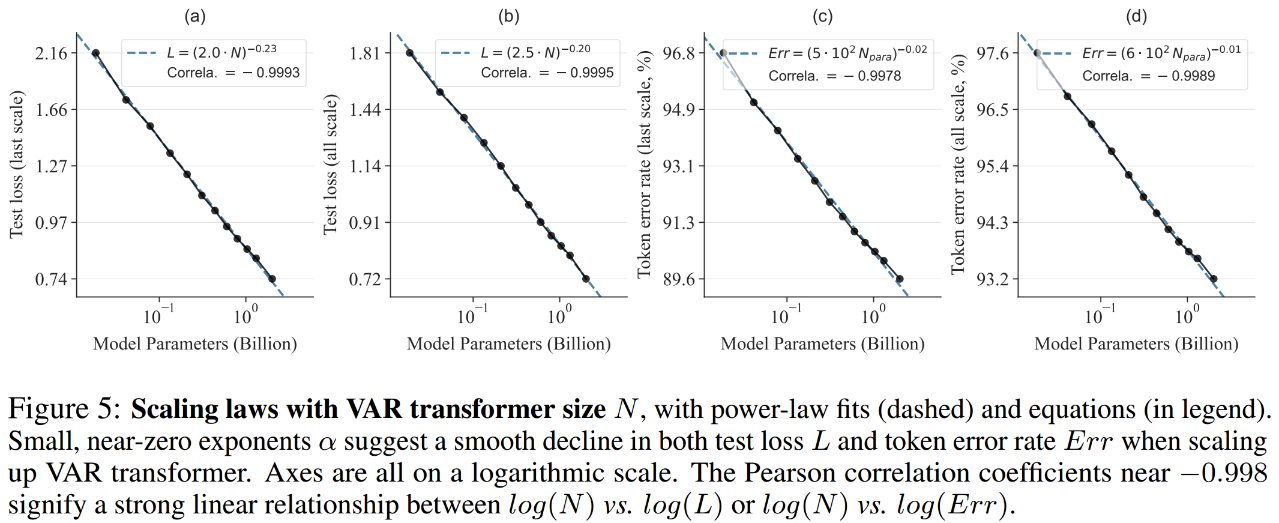 (a)
2.16
1.66
1.27
0.97
0.74
Test loss (last scale)
L = (2.0 · N)^{−0.23}
Correla. = − 0.9993
10^{−1}
10^{0}
Model Parameters (Billion)
(b)
1.81
1.44
1.14
0.91
0.72
Test loss (all scale)
L = (2.5 · N)^{−0.20}
Correla. = − 0.9995
10^{−1}
10^{0}
Model Parameters (Billion)
(c)
96.8
94.9
93.1
91.3
89.6
Token error rate (last scale, %)
Err = (5 · 10^{2} N_{para})^{−0.02}
Correla. = − 0.9978
10^{−1}
10^{0}
Model Parameters (Billion)
(d)
97.6
96.5
95.4
94.3
93.2
Token error rate (all scale, %)
Err = (6 · 10^{2} N_{para})^{−0.01}
Correla. = − 0.9989
10^{−1}
10^{0}
Model Parameters (Billion)
Figure 5: Scaling laws with VAR transformer size N, with power-law fits (dashed) and equations (in legend).
Small, near-zero exponents α suggest a smooth decline in both test loss L and token error rate Err when scaling
up VAR transformer. Axes are all on a logarithmic scale. The Pearson correlation coefficients near −0.998
signify a strong linear relationship between log(N) vs. log(L) or log(N) vs. log(Err).